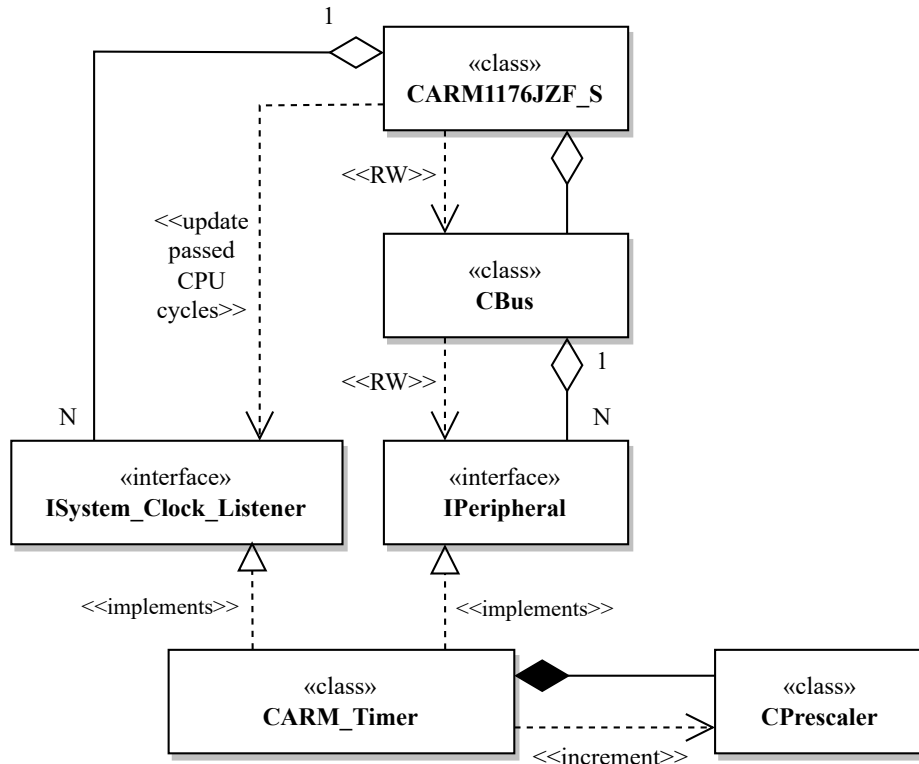 1
«class»
CARM1176JZF_S
<<RW>>
<<update
passed
CPU
cycles>>
«class»
CBus
<<RW>>
1
N
N
«interface»
ISystem_Clock_Listener
«interface»
IPeripheral
<<implements>>
<<implements>>
«class»
CARM_Timer
«class»
CPrescaler
<<increment>>